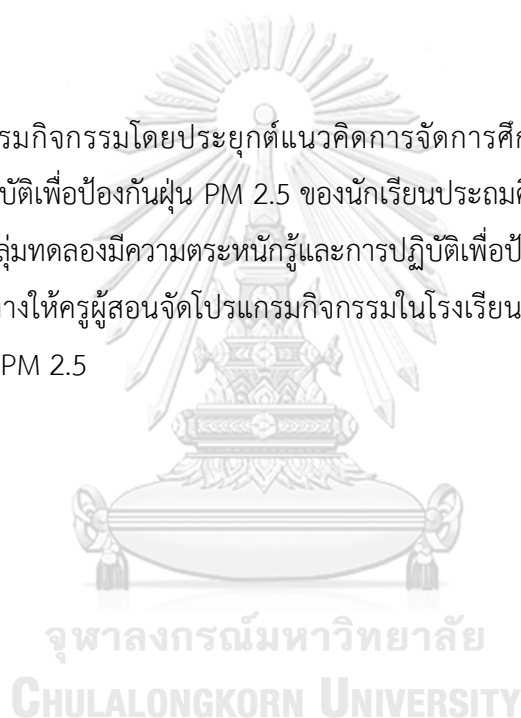 รมกิจกรรมโดยประยุกต์แนวคิดการจัดการศึก
บัติเพื่อป้องกันฝุ่น PM 2.5 ของนักเรียนประถมศึ
ลุ่มทดลองมีความตระหนักรู้และการปฏิบัติเพื่อป้
ทางให้ครูผู้สอนจัดโปรแกรมกิจกรรมในโรงเรียน
PM 2.5
จุฬาลงกรณ์มหาวิทยาลัย
CHULALONGKORN UNIVERSITY